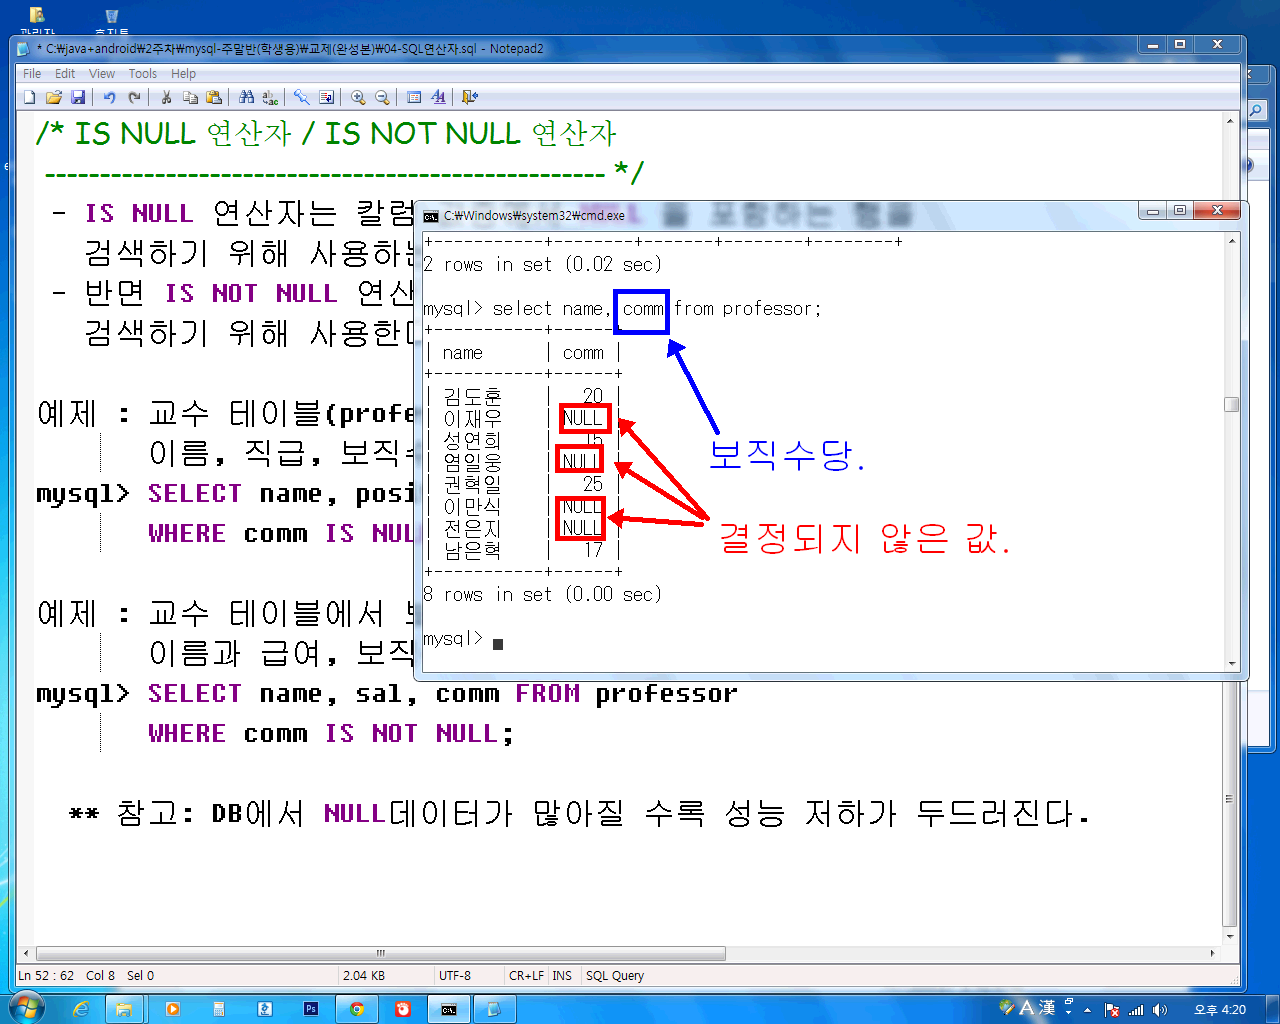 * C:\java+android\2주차\mysql-주말반(학생용)\교제(완성본)\04-SQL연산자.sql - Notepad2
File Edit View Tools Help
/* IS NULL 연산자 / IS NOT NULL 연산자
--------------------------------------------------- */
- IS NULL 연산자는 칼럼
검색하기 위해 사용하는
- 반면 IS NOT NULL 연산
검색하기 위해 사용한다
예제 : 교수 테이블(profe
이름, 직급, 보직수
mysql> SELECT name, posi
WHERE comm IS NUL
예제 : 교수 테이블에서 보
이름과 급여, 보직
mysql> SELECT name, sal, comm FROM professor
WHERE comm IS NOT NULL;
** 참고: DB에서 NULL데이터가 많아질 수록 성능 저하가 두드러진다.
C:\Windows\system32\cmd.exe
+-----------+--------+-------+--------+--------+
2 rows in set (0.02 sec)
mysql> select name, comm from professor;
+-----------+------+
| name | comm |
+-----------+------+
| 김도훈 | 20 |
| 이재우 | NULL |
| 성연희 | 15 |
| 염일웅 | NULL |
| 권혁일 | 25 |
| 이만식 | NULL |
| 전은지 | NULL |
| 남은혁 | 17 |
+-----------+------+
8 rows in set (0.00 sec)
mysql>
보직수당.
결정되지 않은 값.
Ln 52 : 62 Col 8 Sel 0 2.04 KB UTF-8 CR+LF INS SQL Query
A 漢 오후 4:20